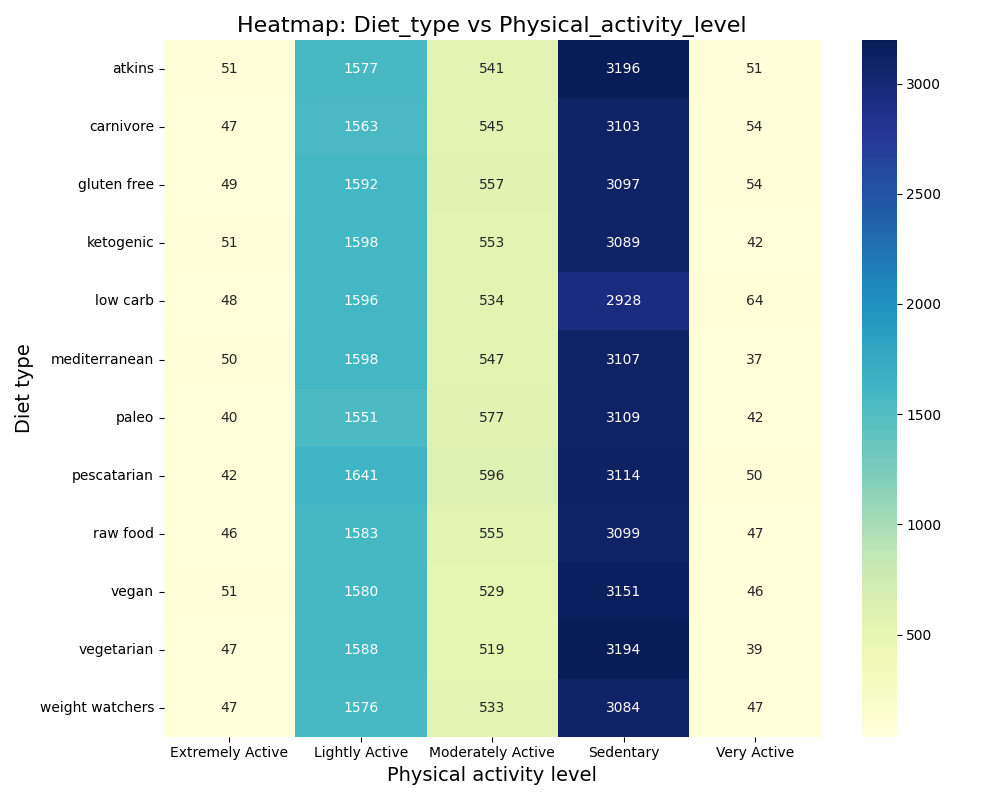 Heatmap: Diet_type vs Physical_activity_level
Diet type
atkins 51 1577 541 3196 51
carnivore 47 1563 545 3103 54
gluten free 49 1592 557 3097 54
ketogenic 51 1598 553 3089 42
low carb 48 1596 534 2928 64
mediterranean 50 1598 547 3107 37
paleo 40 1551 577 3109 42
pescatarian 42 1641 596 3114 50
raw food 46 1583 555 3099 47
vegan 51 1580 529 3151 46
vegetarian 47 1588 519 3194 39
weight watchers 47 1576 533 3084 47
Extremely Active Lightly Active Moderately Active Sedentary Very Active
Physical activity level
3000
2500
2000
1500
1000
500